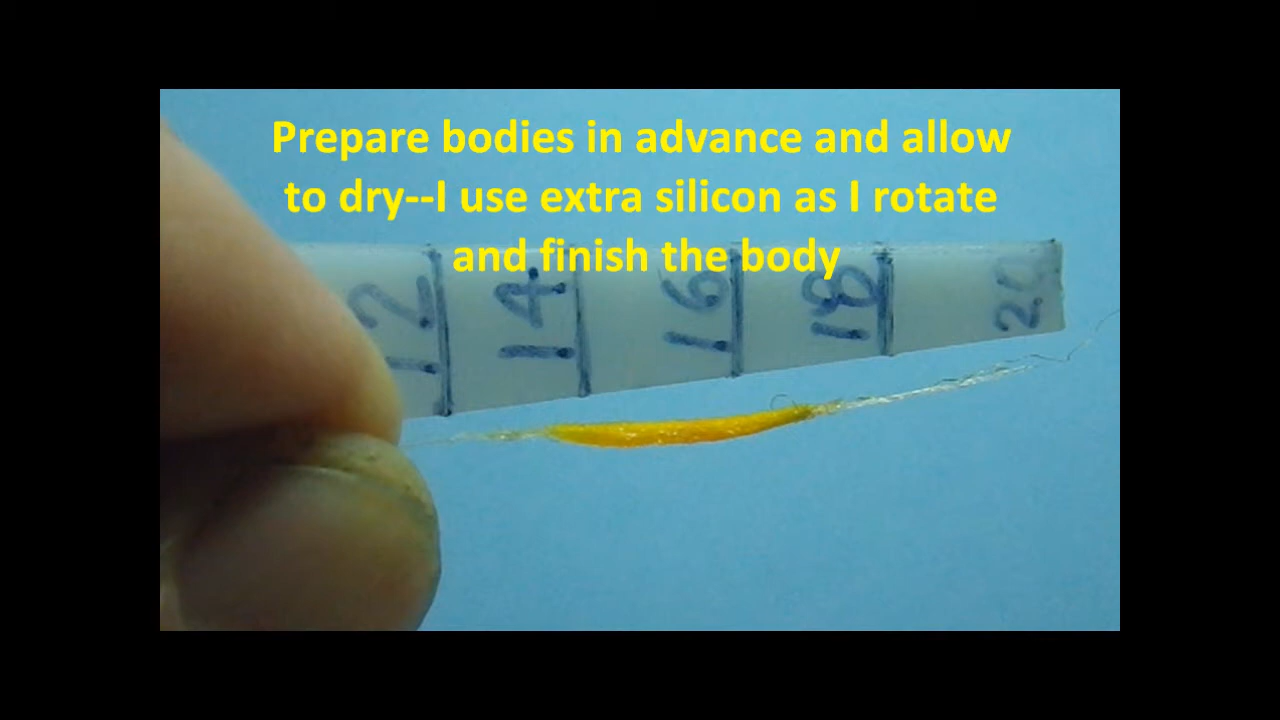 Prepare bodies in advance and allow
to dry--I use extra silicon as I rotate
and finish the body
12
14
16
18
20